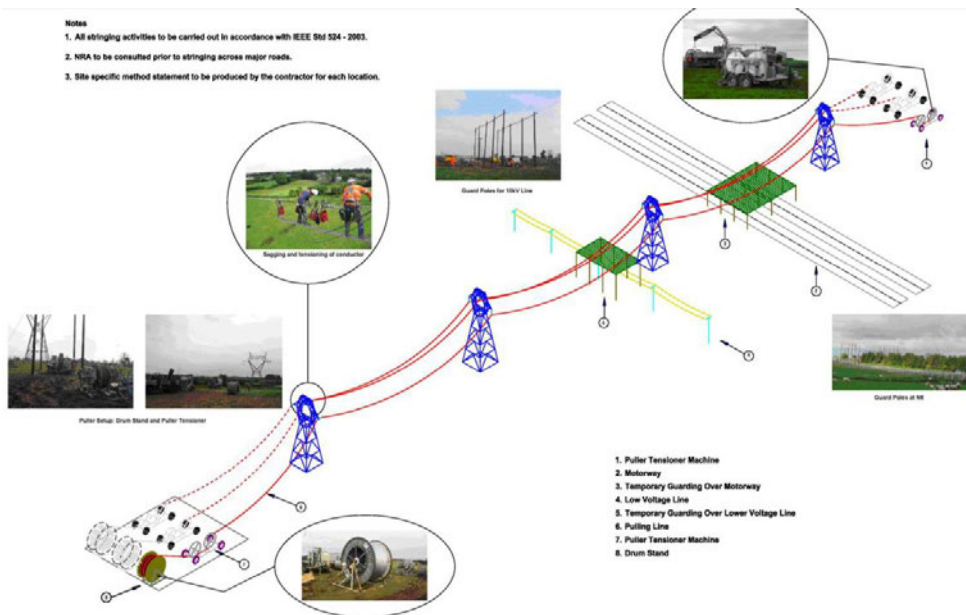 Notes
1. All stringing activities to be carried out in accordance with IEEE Std 524 - 2003.
2. NRA to be consulted prior to stringing across major roads.
3. Site specific method statement to be produced by the contractor for each location.
Guard Poles for 10kV Line
Sagging and tensioning of conductor
Puller Setup: Drum Stand and Puller Tensioner
Guard Poles at N6
1. Puller Tensioner Machine
2. Motorway
3. Temporary Guarding Over Motorway
4. Low Voltage Line
5. Temporary Guarding Over Lower Voltage Line
6. Pulling Line
7. Puller Tensioner Machine
8. Drum Stand